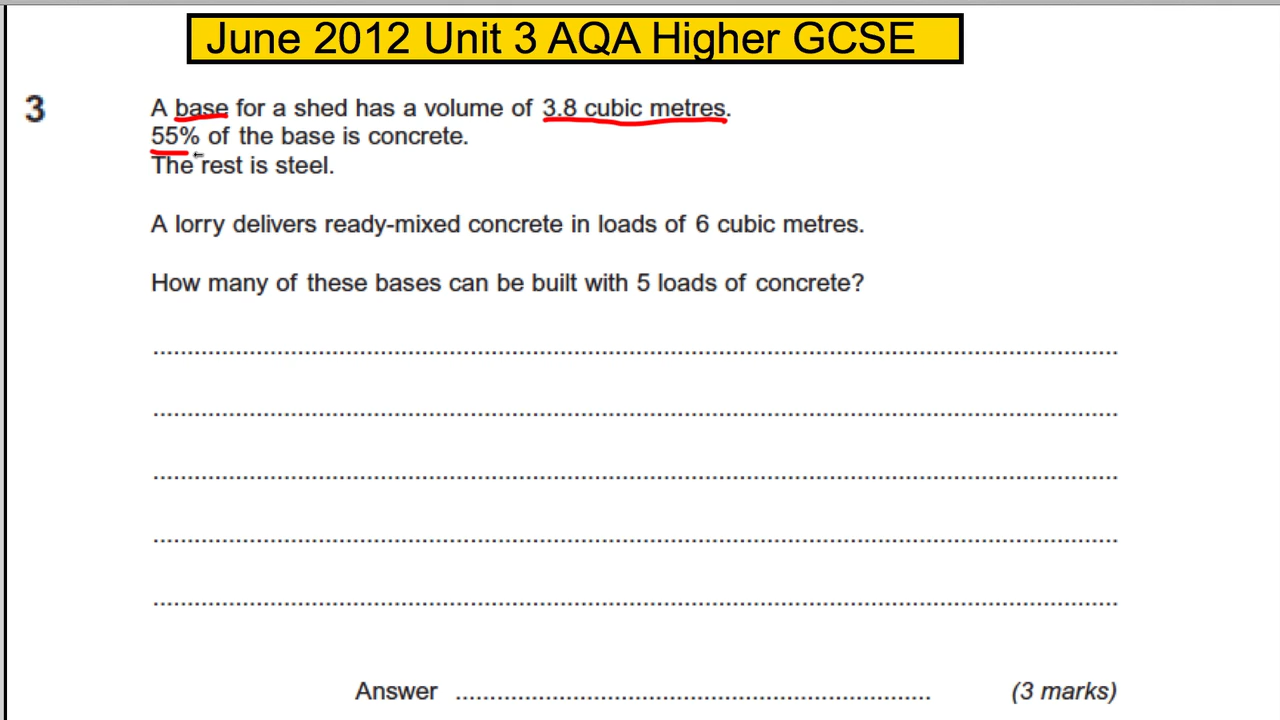 June 2012 Unit 3 AQA Higher GCSE
3 A base for a shed has a volume of 3.8 cubic metres.
55% of the base is concrete.
The rest is steel.
A lorry delivers ready-mixed concrete in loads of 6 cubic metres.
How many of these bases can be built with 5 loads of concrete?
Answer ..................................................................... (3 marks)